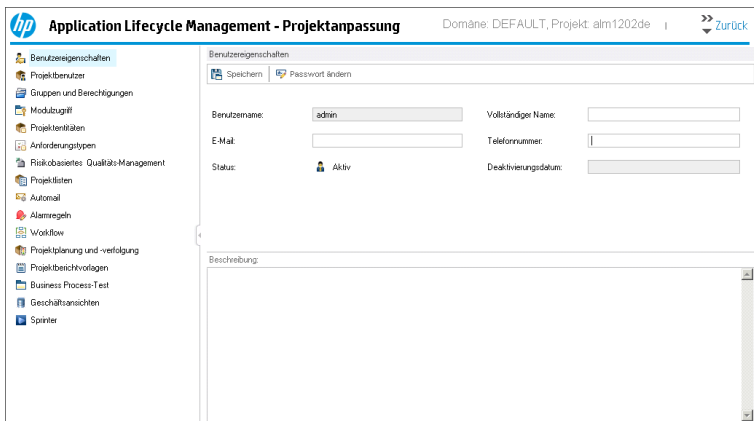 hp Application Lifecycle Management - Projektanpassung Domäne: DEFAULT, Projekt: alm1202de Zurück
Benutzereigenschaften
Projektbenutzer
Gruppen und Berechtigungen
Modulzugriff
Projektentitäten
Anforderungstypen
Risikobasiertes Qualitäts-Management
Projektlisten
Automail
Alarmregeln
Workflow
Projektplanung und -verfolgung
Projektberichtvorlagen
Business Process-Test
Geschäftsansichten
Sprinter
Benutzereigenschaften
Speichern Passwort ändern
Benutzername: admin Vollständiger Name:
E-Mail: Telefonnummer:
Status: Aktiv Deaktivierungsdatum:
Beschreibung: